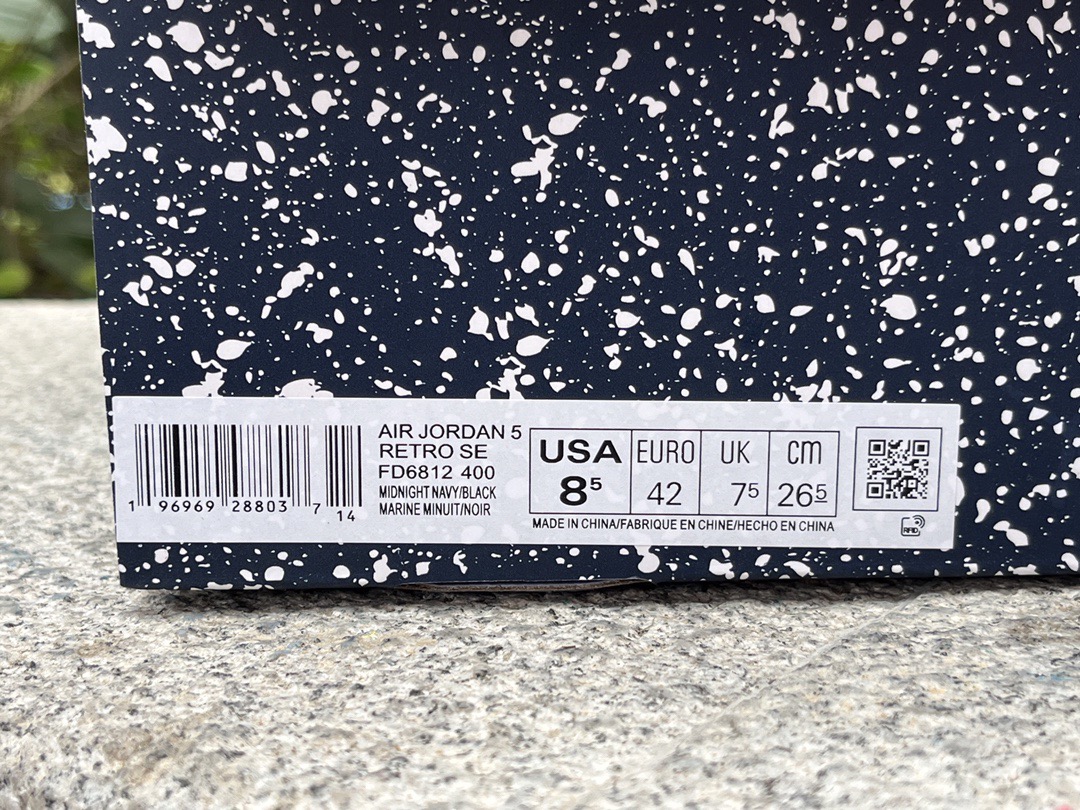 AIR JORDAN 5
RETRO SE
FD6812 400
MIDNIGHT NAVY/BLACK
MARINE MINUIT/NOIR
1 96969 28803 7
14
USA EURO UK CM
8⁵ 42 7⁵ 26⁵
MADE IN CHINA/FABRIQUE EN CHINE/HECHO EN CHINA
RFID